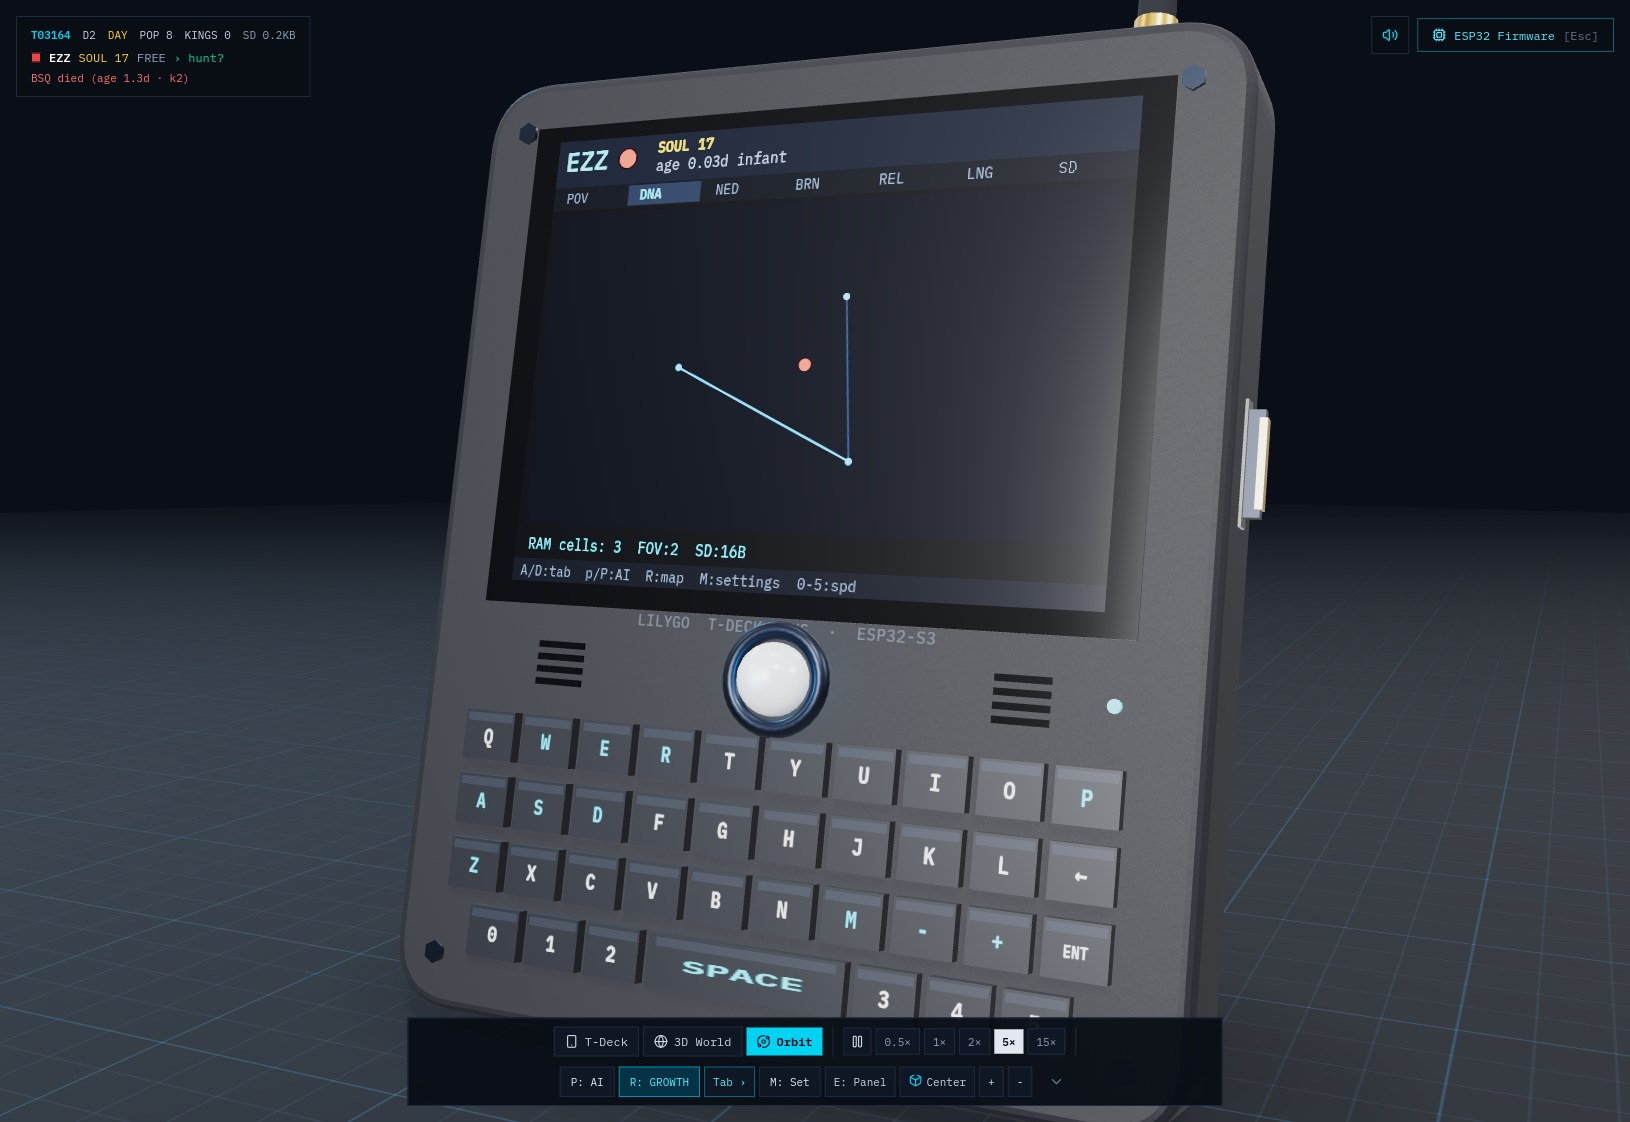 T03164 D2 DAY POP 8 KINGS 0 SD 0.2KB
EZZ SOUL 17 FREE › hunt?
BSQ died (age 1.3d · k2)
ESP32 Firmware [Esc]
EZZ SOUL 17
age 0.03d infant
POV DNA NED BRN REL LNG SD
RAM cells: 3 FOV:2 SD:16B
A/D:tab p/P:AI R:map M:settings 0-5:spd
LILYGO T-DECK · ESP32-S3
Q W E R T Y U I O P
A S D F G H J K L ←
Z X C V B N M - + ENT
0 1 2 SPACE 3 4
T-Deck 3D World Orbit 0.5× 1× 2× 5× 15×
P: AI R: GROWTH Tab › M: Set E: Panel Center + -